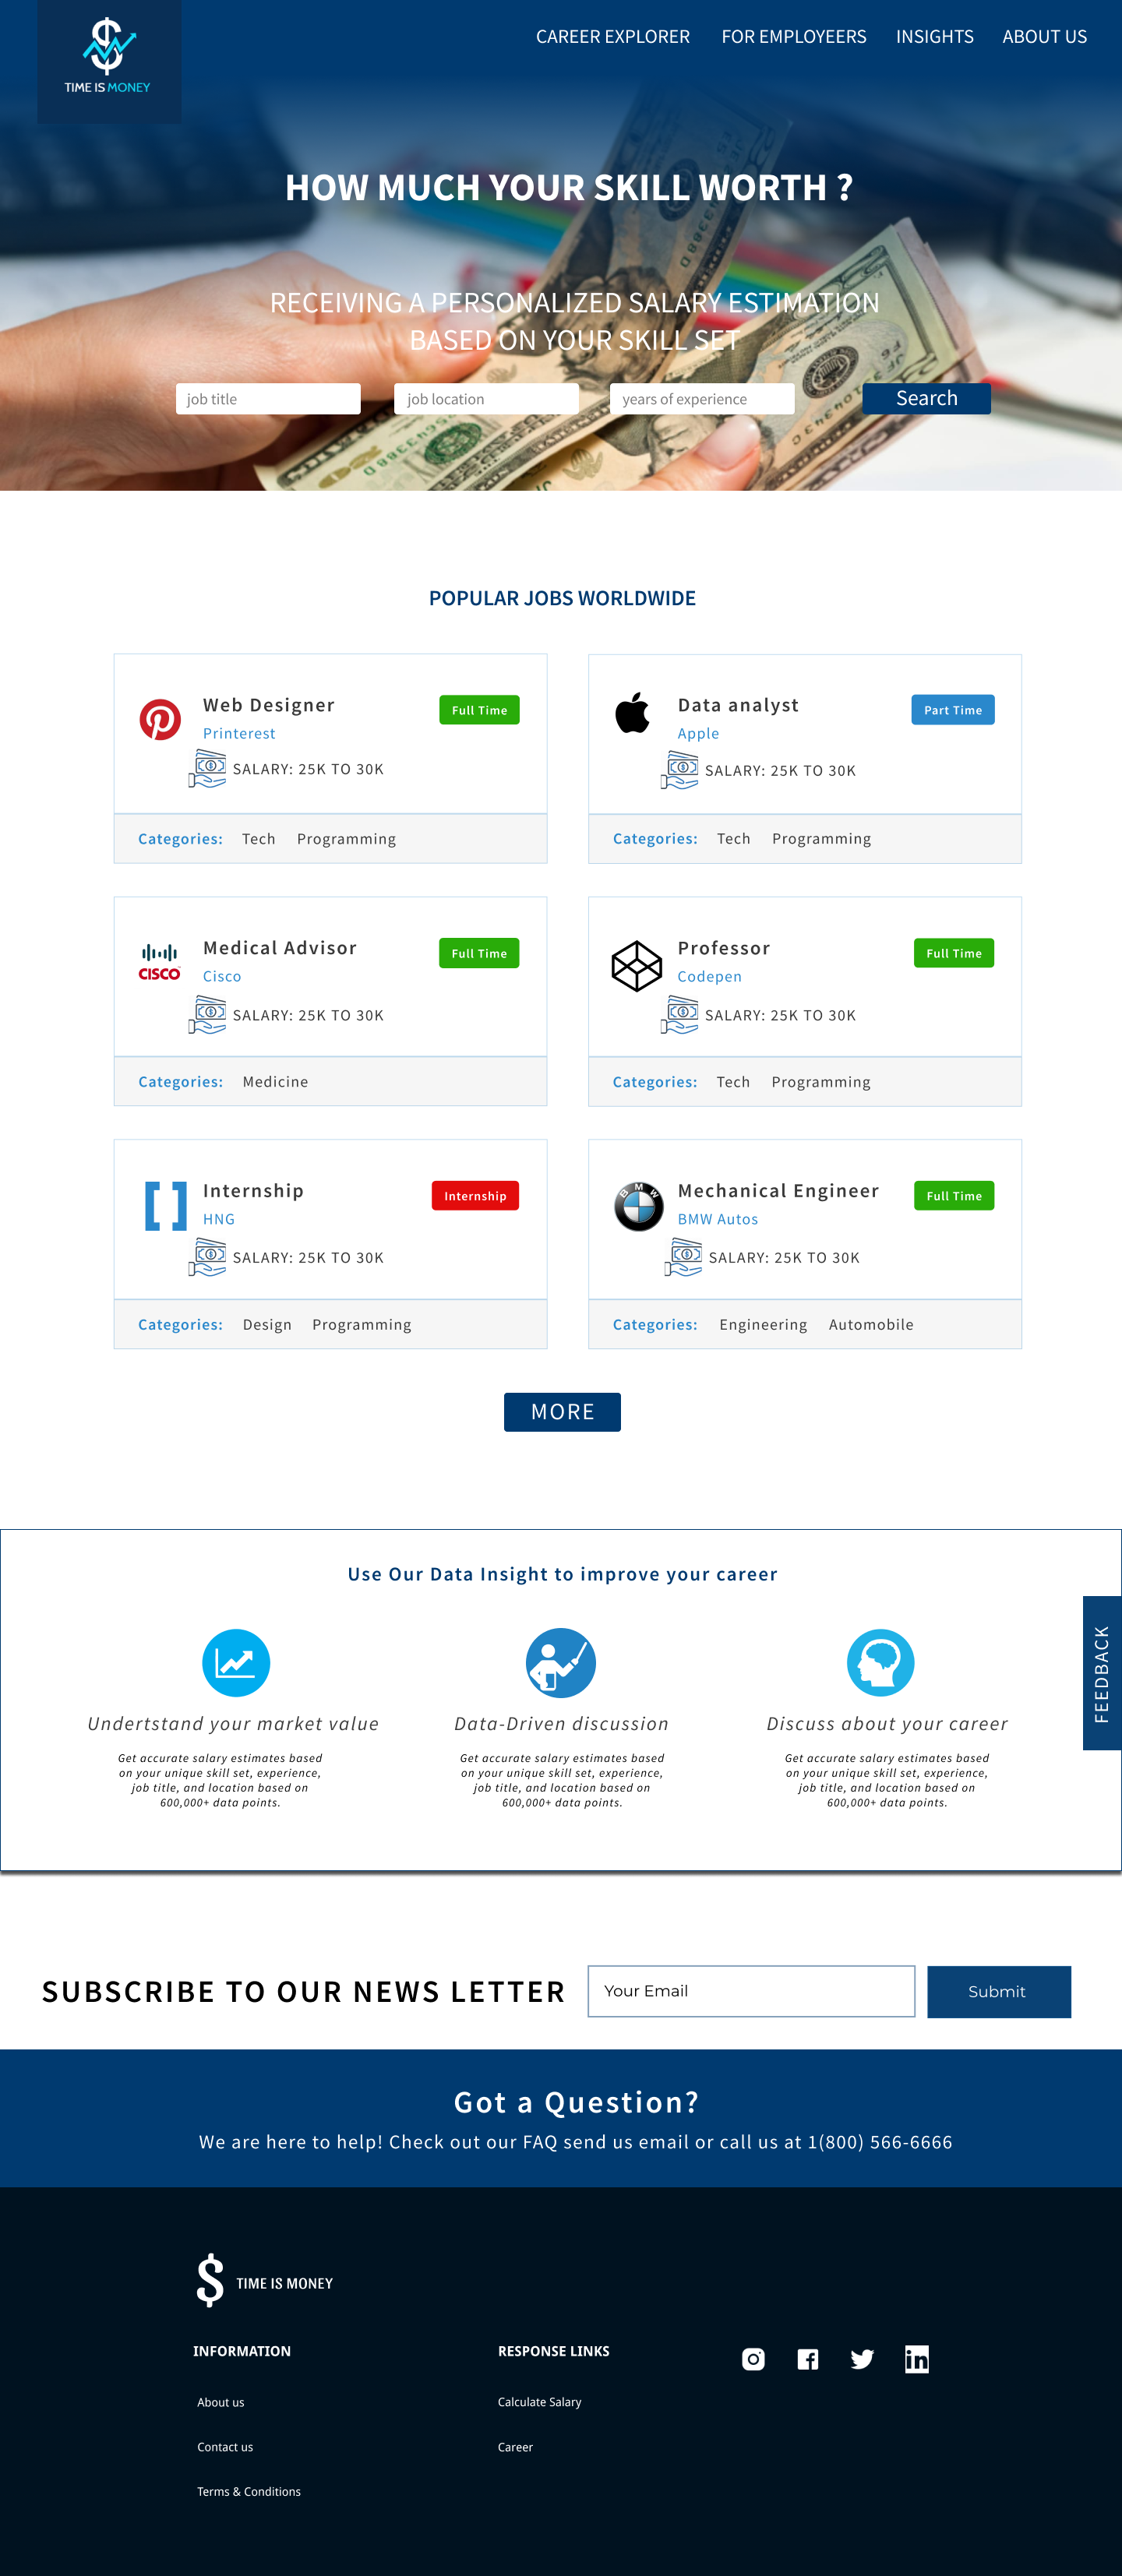 TIME IS MONEY
CAREER EXPLORER FOR EMPLOYEERS INSIGHTS ABOUT US
HOW MUCH YOUR SKILL WORTH ?
RECEIVING A PERSONALIZED SALARY ESTIMATION
BASED ON YOUR SKILL SET
job title job location years of experience Search
POPULAR JOBS WORLDWIDE
Web Designer Full Time
Printerest
SALARY: 25K TO 30K
Categories: Tech Programming
Data analyst Part Time
Apple
SALARY: 25K TO 30K
Categories: Tech Programming
CISCO
Medical Advisor Full Time
Cisco
SALARY: 25K TO 30K
Categories: Medicine
Professor Full Time
Codepen
SALARY: 25K TO 30K
Categories: Tech Programming
Internship Internship
HNG
SALARY: 25K TO 30K
Categories: Design Programming
BMW
Mechanical Engineer Full Time
BMW Autos
SALARY: 25K TO 30K
Categories: Engineering Automobile
MORE
Use Our Data Insight to improve your career
FEEDBACK
Undertstand your market value
Get accurate salary estimates based
on your unique skill set, experience,
job title, and location based on
600,000+ data points.
Data-Driven discussion
Get accurate salary estimates based
on your unique skill set, experience,
job title, and location based on
600,000+ data points.
Discuss about your career
Get accurate salary estimates based
on your unique skill set, experience,
job title, and location based on
600,000+ data points.
SUBSCRIBE TO OUR NEWS LETTER Your Email Submit
Got a Question?
We are here to help! Check out our FAQ send us email or call us at 1(800) 566-6666
$ TIME IS MONEY
INFORMATION
About us
Contact us
Terms & Conditions
RESPONSE LINKS
Calculate Salary
Career
in